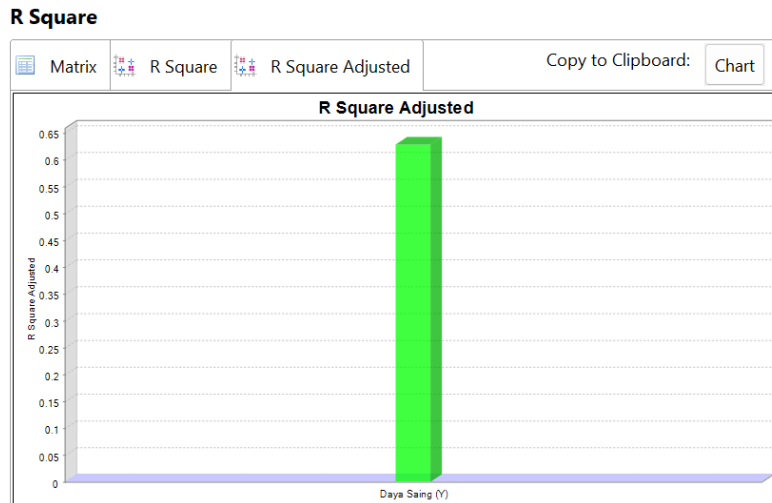 R Square
Matrix R Square R Square Adjusted Copy to Clipboard: Chart
R Square Adjusted
0.65
0.6
0.55
0.5
0.45
0.4
0.35
0.3
0.25
0.2
0.15
0.1
0.05
0
R Square Adjusted
Daya Saing (Y)